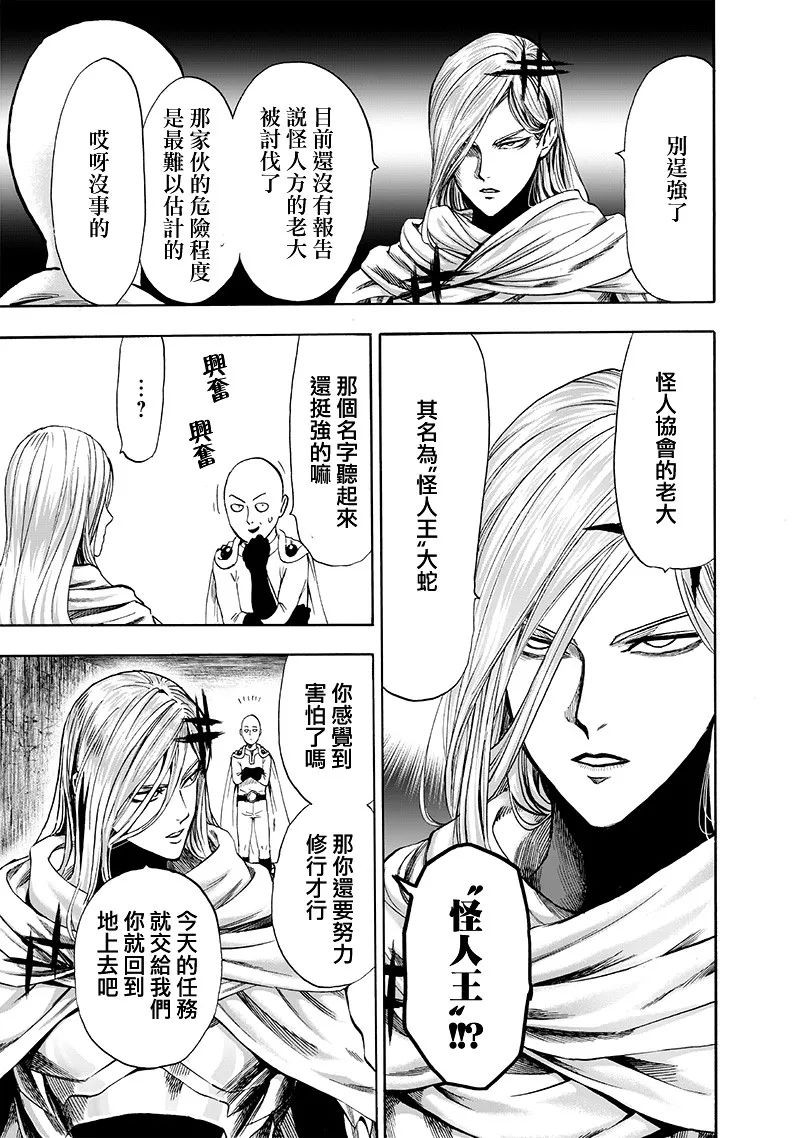 別逞強了
目前還沒有報告
說怪人方的老大
被討伐了
那家伙的危險程度
是最難以估計的
哎呀沒事的
怪人協會的老大
其名為〝怪人王〞大蛇
〝怪人王〞!!?
那個名字聽起來
還挺強的嘛
興奮
興奮
…?
你感覺到
害怕了嗎
那你還要努力
修行才行
今天的任務
就交給我們
你就回到
地上去吧